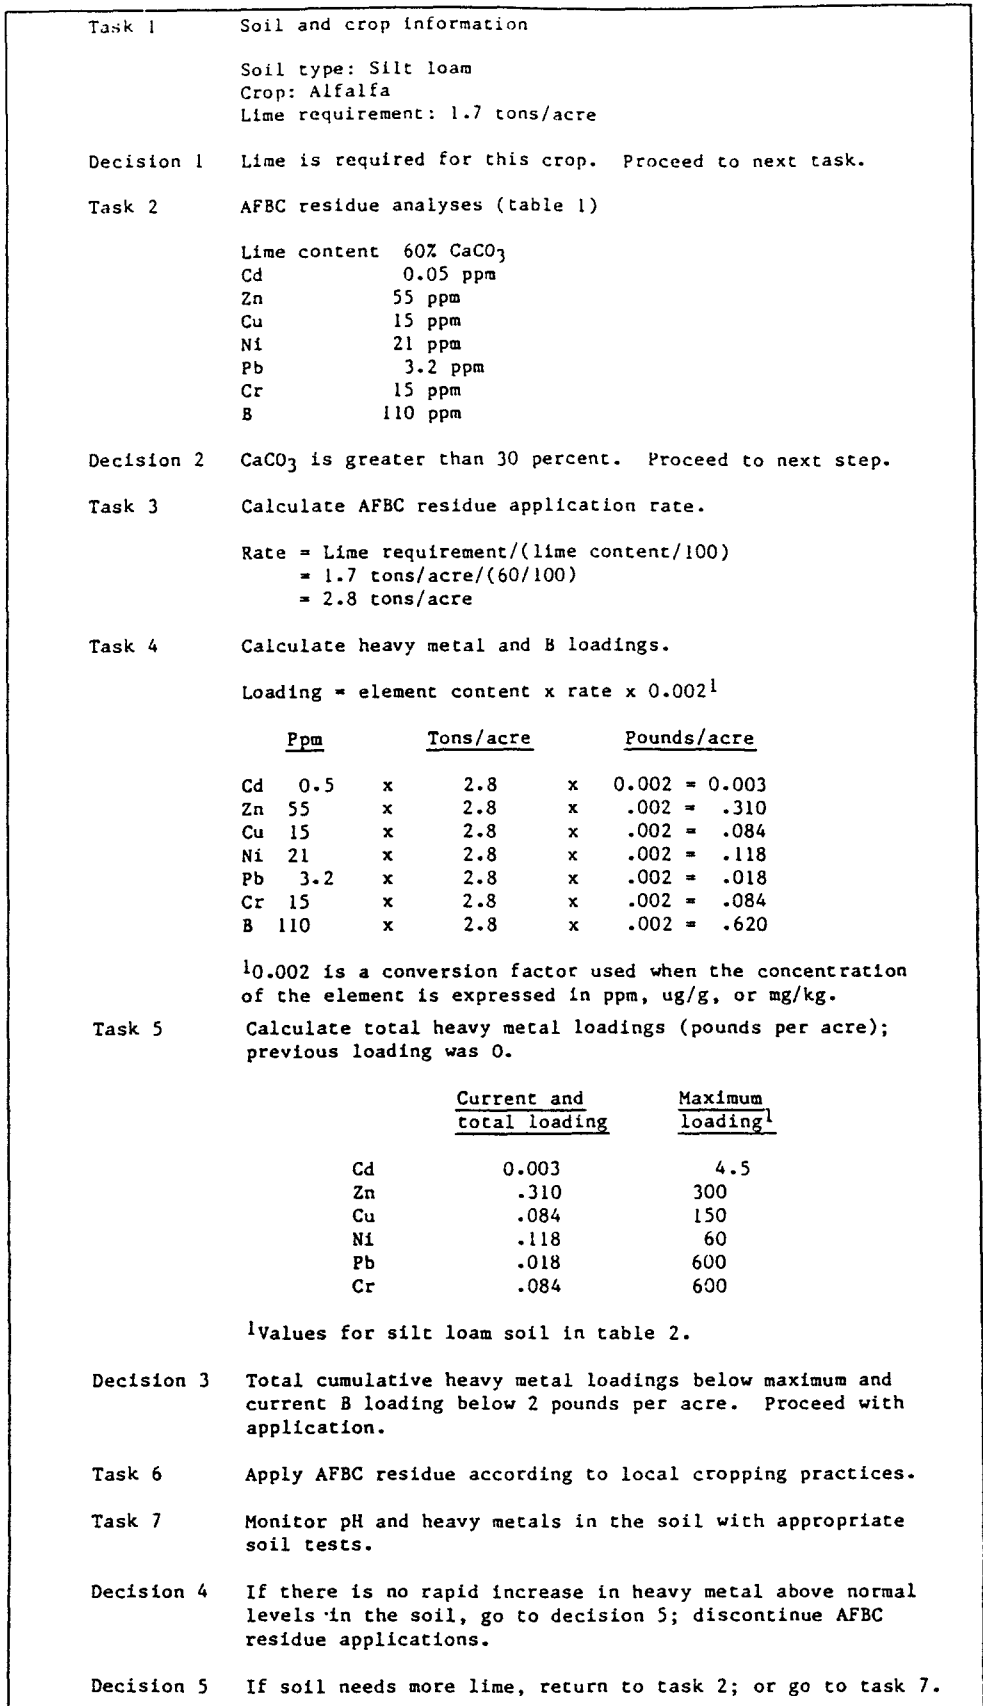 Task 1 Soil and crop information
Soil type: Silt loam
Crop: Alfalfa
Lime requirement: 1.7 tons/acre
Decision 1 Lime is required for this crop. Proceed to next task.
Task 2 AFBC residue analyses (table 1)
Lime content 60% CaCO3
Cd 0.05 ppm
Zn 55 ppm
Cu 15 ppm
Ni 21 ppm
Pb 3.2 ppm
Cr 15 ppm
B 110 ppm
Decision 2 CaCO3 is greater than 30 percent. Proceed to next step.
Task 3 Calculate AFBC residue application rate.
Rate = Lime requirement/(lime content/100)
= 1.7 tons/acre/(60/100)
= 2.8 tons/acre
Task 4 Calculate heavy metal and B loadings.
Loading = element content x rate x 0.002¹
Ppm Tons/acre Pounds/acre
Cd 0.5 x 2.8 x 0.002 = 0.003
Zn 55 x 2.8 x .002 = .310
Cu 15 x 2.8 x .002 = .084
Ni 21 x 2.8 x .002 = .118
Pb 3.2 x 2.8 x .002 = .018
Cr 15 x 2.8 x .002 = .084
B 110 x 2.8 x .002 = .620
¹0.002 is a conversion factor used when the concentration
of the element is expressed in ppm, ug/g, or mg/kg.
Task 5 Calculate total heavy metal loadings (pounds per acre);
previous loading was 0.
Current and Maximum
total loading loading¹
Cd 0.003 4.5
Zn .310 300
Cu .084 150
Ni .118 60
Pb .018 600
Cr .084 600
¹Values for silt loam soil in table 2.
Decision 3 Total cumulative heavy metal loadings below maximum and
current B loading below 2 pounds per acre. Proceed with
application.
Task 6 Apply AFBC residue according to local cropping practices.
Task 7 Monitor pH and heavy metals in the soil with appropriate
soil tests.
Decision 4 If there is no rapid increase in heavy metal above normal
levels in the soil, go to decision 5; discontinue AFBC
residue applications.
Decision 5 If soil needs more lime, return to task 2; or go to task 7.